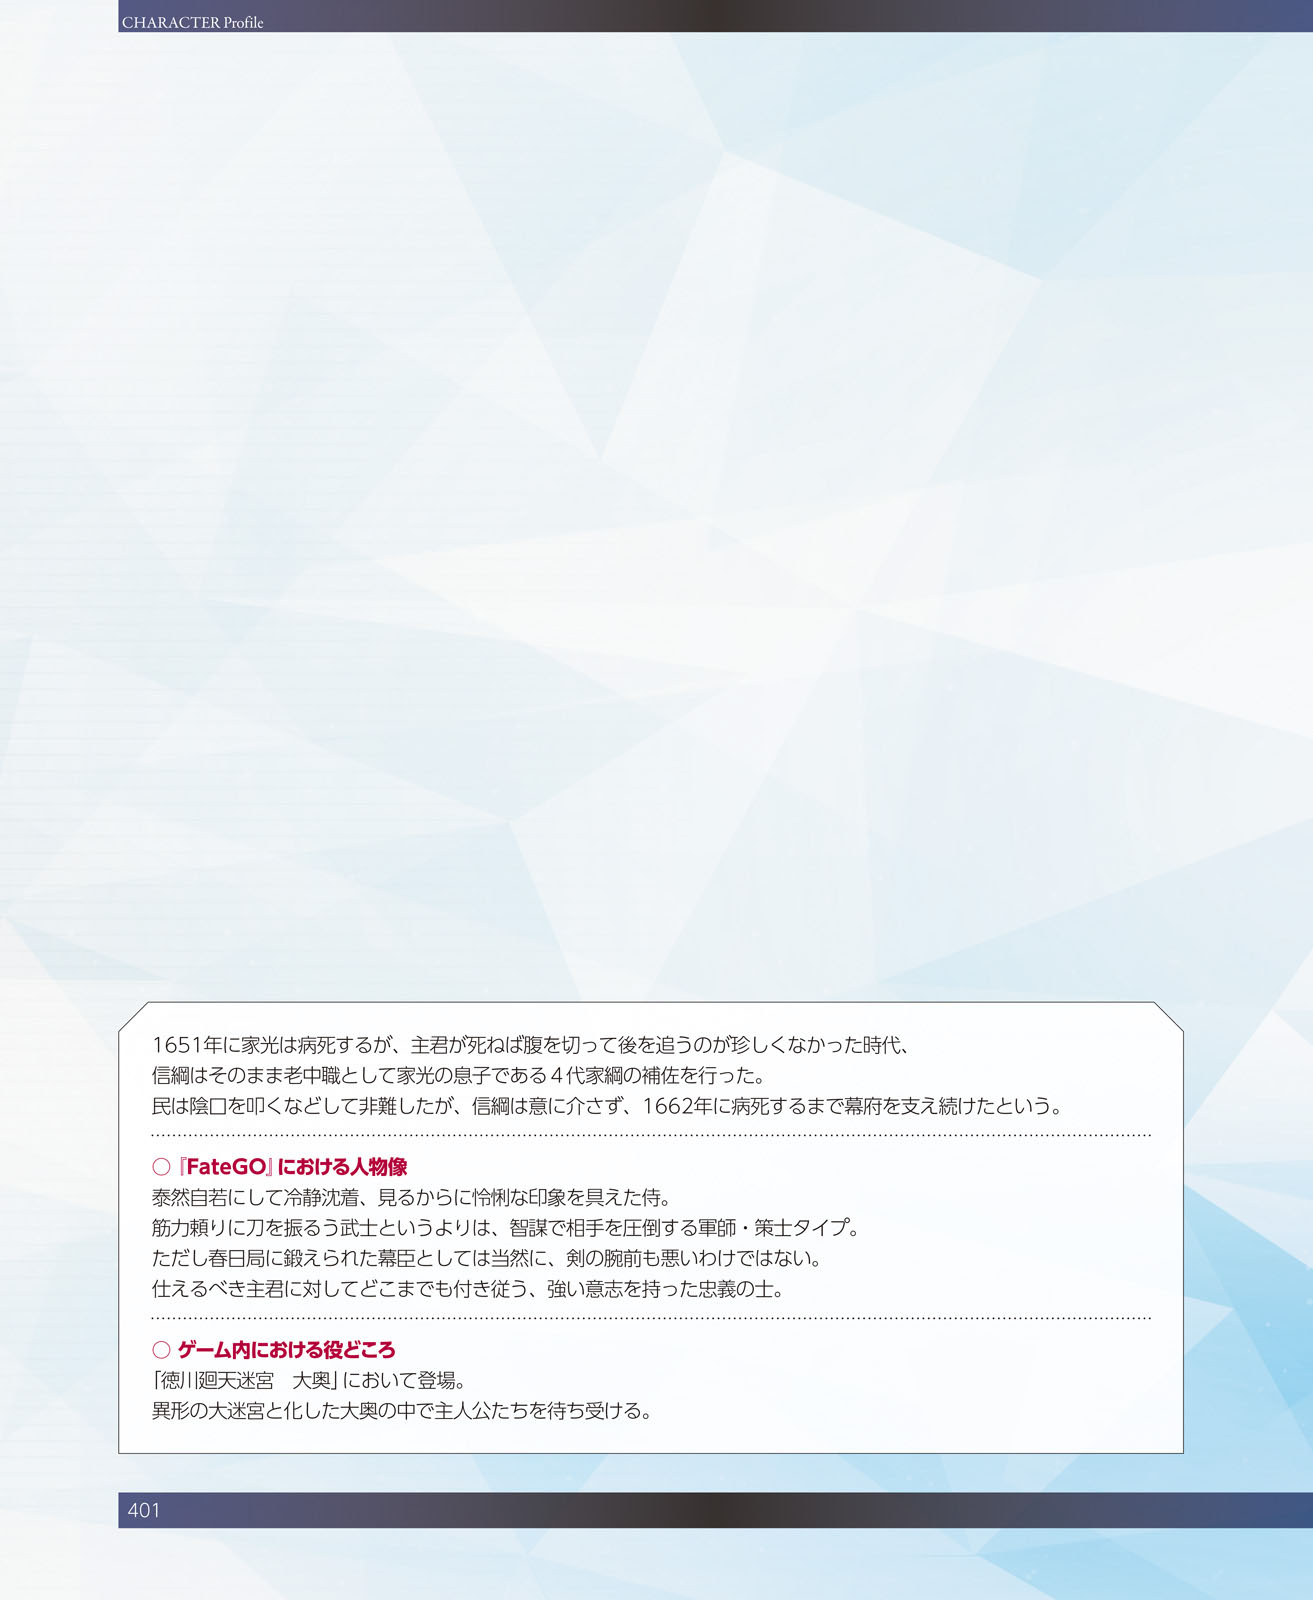 CHARACTER Profile
1651年に家光は病死するが、主君が死ねば腹を切って後を追うのが珍しくなかった時代、
信綱はそのまま老中職として家光の息子である４代家綱の補佐を行った。
民は陰口を叩くなどして非難したが、信綱は意に介さず、1662年に病死するまで幕府を支え続けたという。
○『FateGO』における人物像
泰然自若にして冷静沈着、見るからに怜悧な印象を具えた侍。
筋力頼りに刀を振るう武士というよりは、智謀で相手を圧倒する軍師・策士タイプ。
ただし春日局に鍛えられた幕臣としては当然に、剣の腕前も悪いわけではない。
仕えるべき主君に対してどこまでも付き従う、強い意志を持った忠義の士。
○ ゲーム内における役どころ
「徳川廻天迷宮　大奥」において登場。
異形の大迷宮と化した大奥の中で主人公たちを待ち受ける。
401